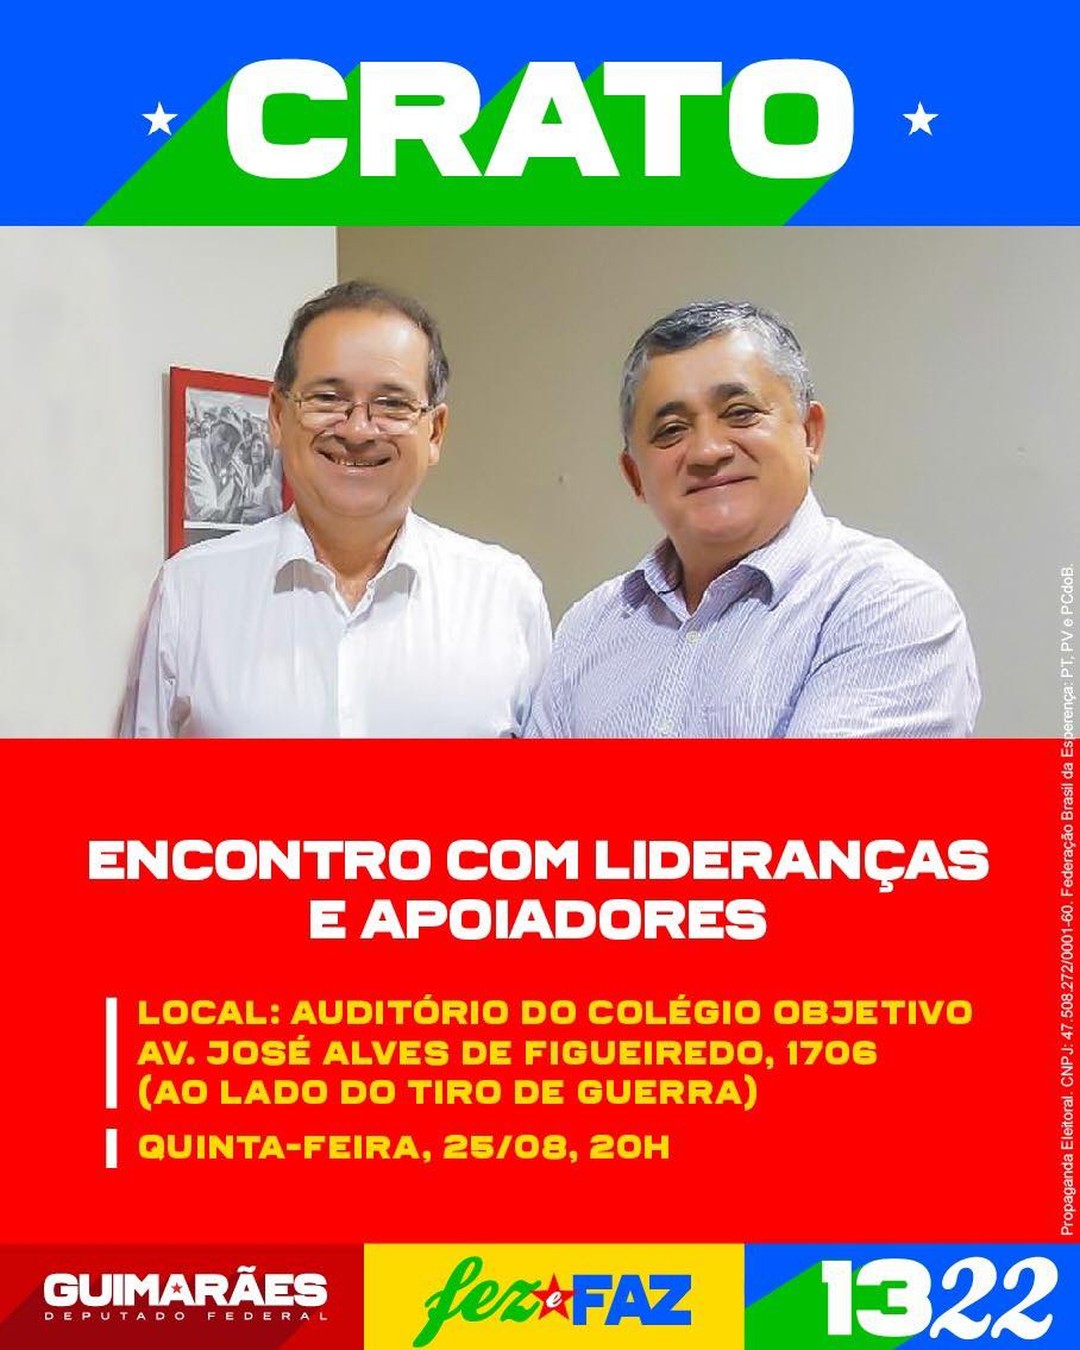 CRATO
ENCONTRO COM LIDERANÇAS
E APOIADORES
LOCAL: AUDITÓRIO DO COLÉGIO OBJETIVO
AV. JOSÉ ALVES DE FIGUEIREDO, 1706
(AO LADO DO TIRO DE GUERRA)
QUINTA-FEIRA, 25/08, 20H
Propaganda Eleitoral. CNPJ: 47.508.272/0001-60. Federação Brasil da Esperença: PT, PV e PCdoB.
GUIMARÃES
DEPUTADO FEDERAL
fez e FAZ
1322